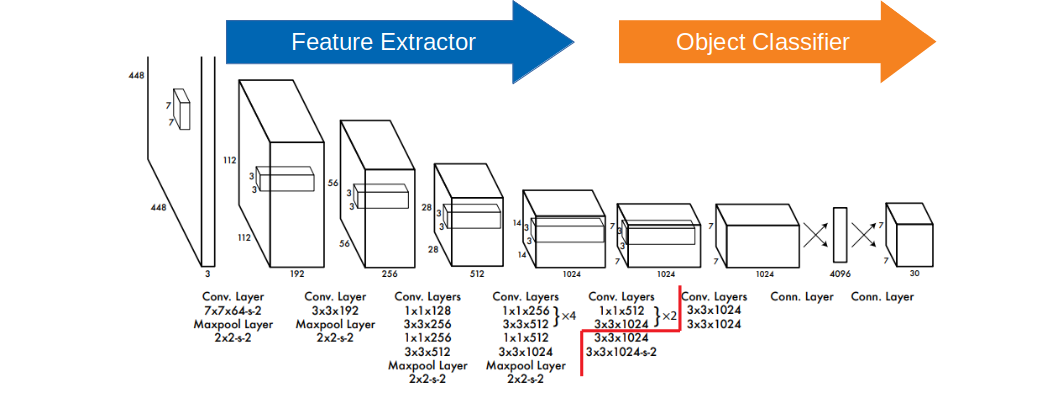 Feature Extractor
Object Classifier
448
7
7
448
3
112
3
3
112
192
56
3
3
56
256
28
3
3
28
512
14
3
3
14
1024
7
3
3
7
1024
7
7
1024
4096
7
7
30
Conv. Layer
7x7x64-s-2
Maxpool Layer
2x2-s-2
Conv. Layer
3x3x192
Maxpool Layer
2x2-s-2
Conv. Layers
1x1x128
3x3x256
1x1x256
3x3x512
Maxpool Layer
2x2-s-2
Conv. Layers
1x1x256
3x3x512
}×4
1x1x512
3x3x1024
Maxpool Layer
2x2-s-2
Conv. Layers
1x1x512
3x3x1024
}×2
3x3x1024
3x3x1024-s-2
Conv. Layers
3x3x1024
3x3x1024
Conn. Layer
Conn. Layer